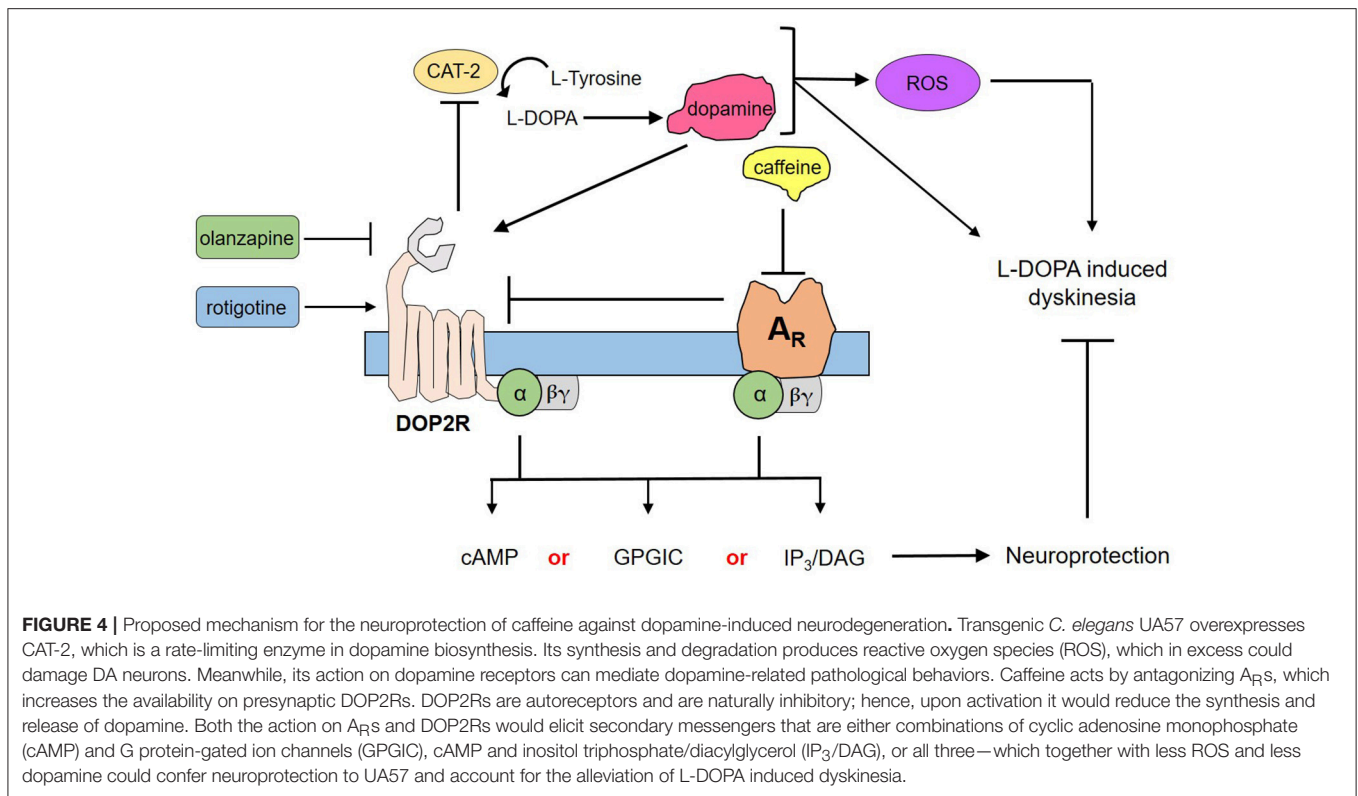 CAT-2
L-Tyrosine
L-DOPA
dopamine
ROS
caffeine
olanzapine
rotigotine
L-DOPA induced
dyskinesia
AR
α
βγ
α
βγ
DOP2R
cAMP or GPGIC or IP3/DAG
Neuroprotection
FIGURE 4 | Proposed mechanism for the neuroprotection of caffeine against dopamine-induced neurodegeneration. Transgenic C. elegans UA57 overexpresses
CAT-2, which is a rate-limiting enzyme in dopamine biosynthesis. Its synthesis and degradation produces reactive oxygen species (ROS), which in excess could
damage DA neurons. Meanwhile, its action on dopamine receptors can mediate dopamine-related pathological behaviors. Caffeine acts by antagonizing ARs, which
increases the availability on presynaptic DOP2Rs. DOP2Rs are autoreceptors and are naturally inhibitory; hence, upon activation it would reduce the synthesis and
release of dopamine. Both the action on ARs and DOP2Rs would elicit secondary messengers that are either combinations of cyclic adenosine monophosphate
(cAMP) and G protein-gated ion channels (GPGIC), cAMP and inositol triphosphate/diacylglycerol (IP3/DAG), or all three—which together with less ROS and less
dopamine could confer neuroprotection to UA57 and account for the alleviation of L-DOPA induced dyskinesia.